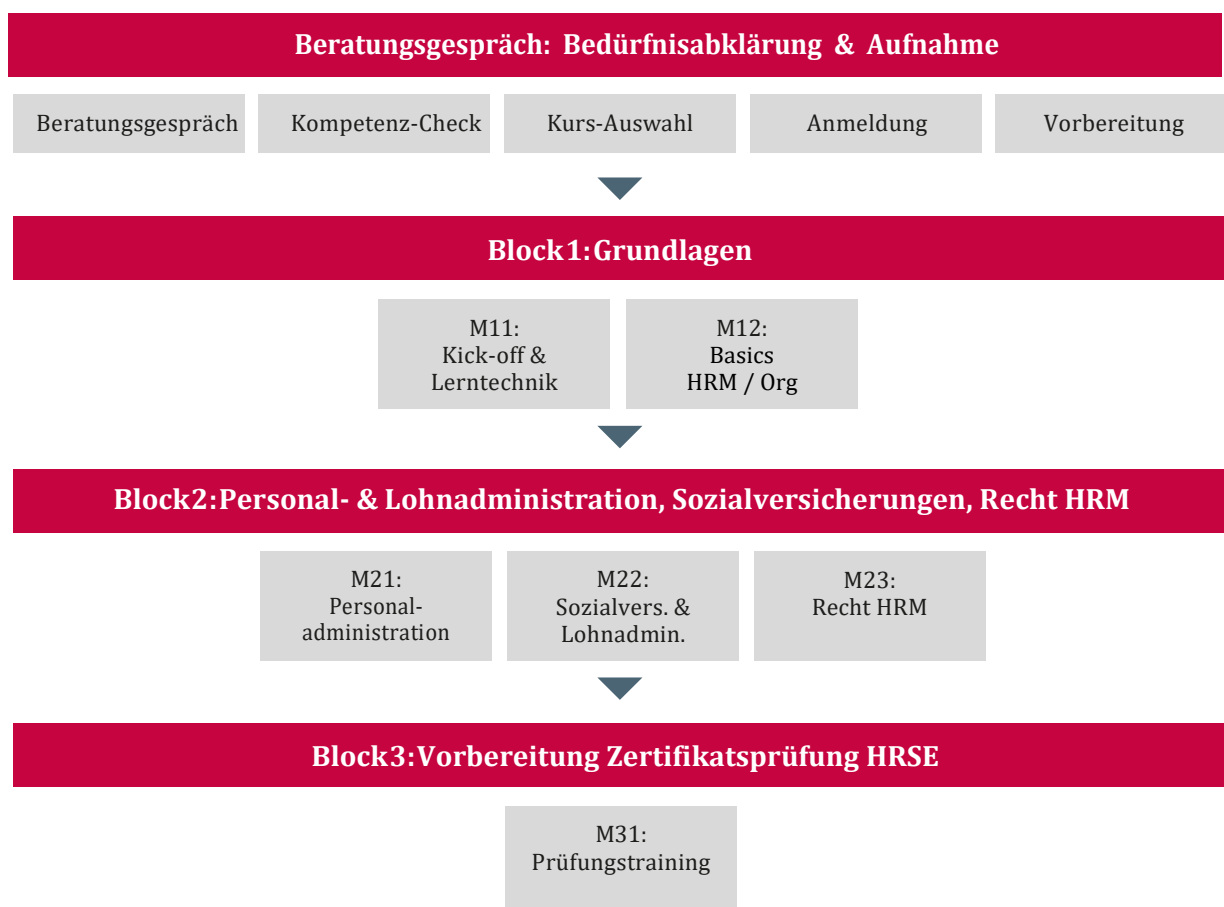 Beratungsgespräch: Bedürfnisabklärung & Aufnahme
Beratungsgespräch
Kompetenz-Check
Kurs-Auswahl
Anmeldung
Vorbereitung
Block1:Grundlagen
M11:
Kick-off &
Lerntechnik
M12:
Basics
HRM / Org
Block2:Personal- & Lohnadministration, Sozialversicherungen, Recht HRM
M21:
Personal-
administration
M22:
Sozialvers. &
Lohnadmin.
M23:
Recht HRM
Block3:Vorbereitung Zertifikatsprüfung HRSE
M31:
Prüfungstraining